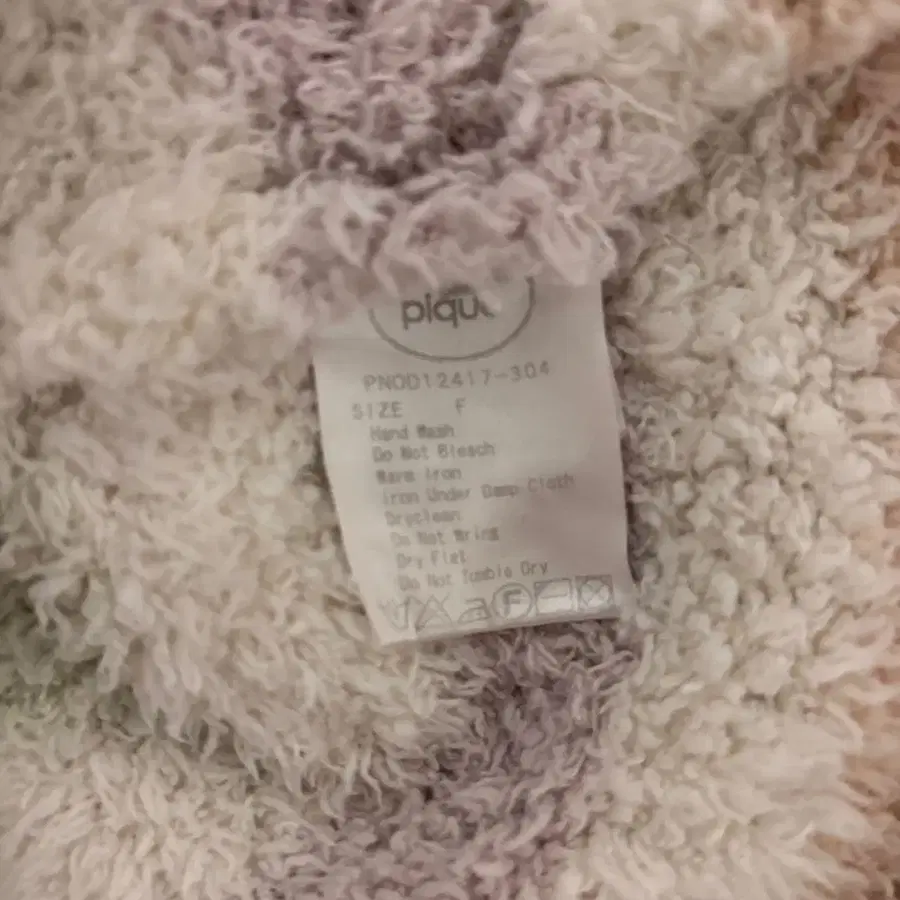 pique
PNOD12417-304
SIZE F
Hand Wash
Do Not Bleach
Warm Iron
Iron Under Damp Cloth
Dryclean
Do Not Wring
Dry Flat
Do Not Tumble Dry
F